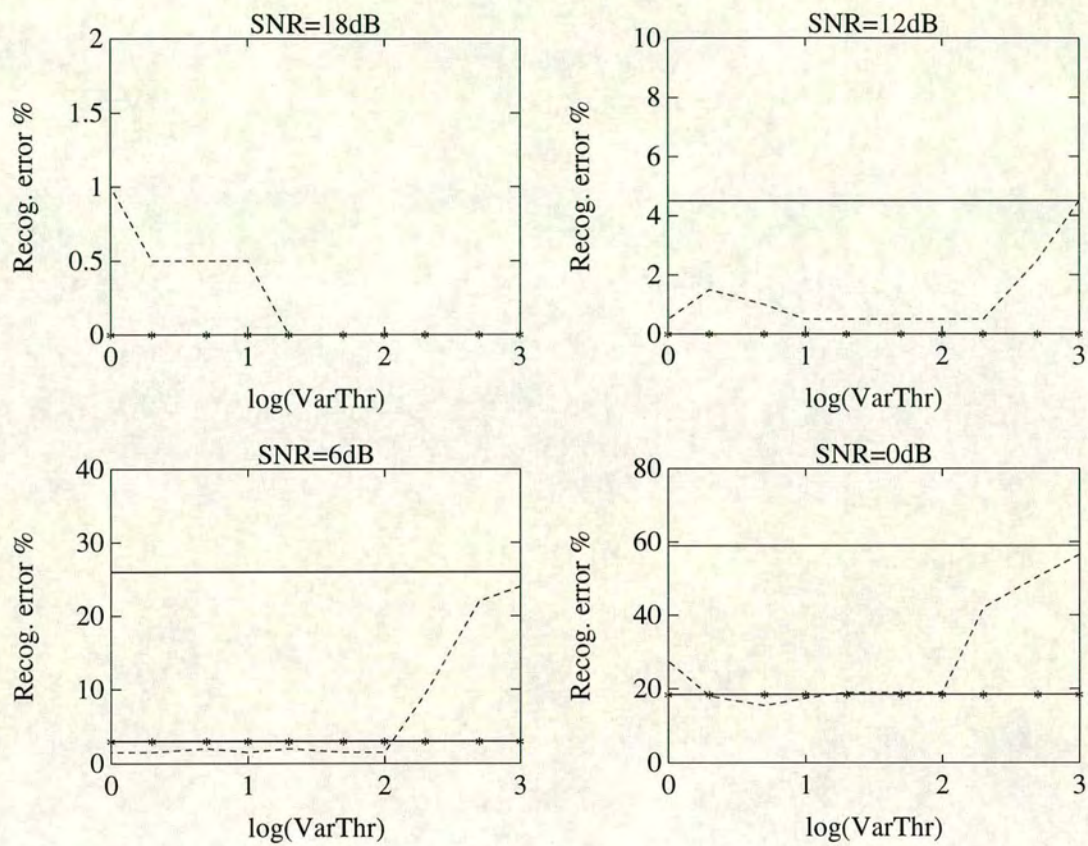 SNR=18dB
2
1.5
1
0.5
0
0 1 2 3
Recog. error %
log(VarThr)
SNR=12dB
10
8
6
4
2
0
0 1 2 3
Recog. error %
log(VarThr)
SNR=6dB
40
30
20
10
0
0 1 2 3
Recog. error %
log(VarThr)
SNR=0dB
80
60
40
20
0
0 1 2 3
Recog. error %
log(VarThr)